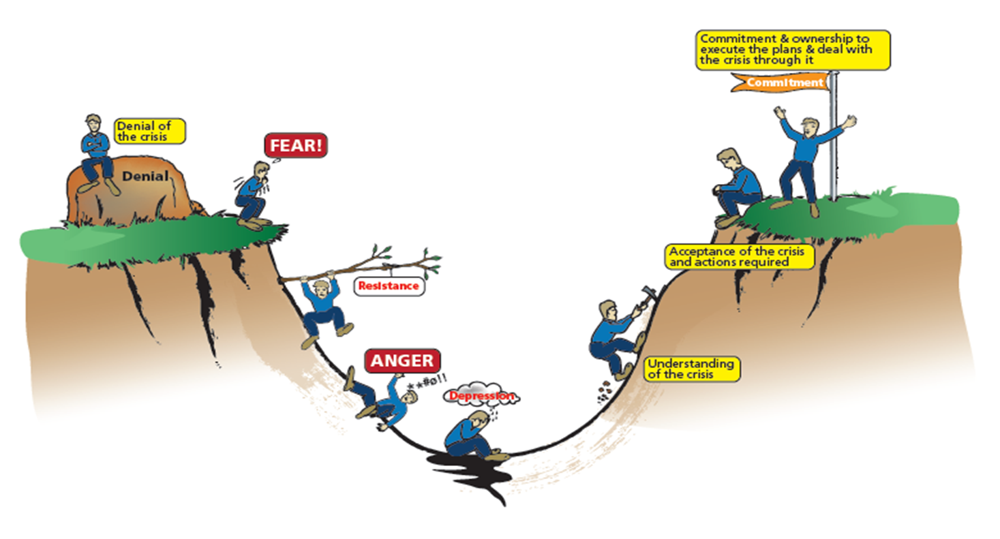 Denial of
the crisis
Denial
FEAR!
Resistance
ANGER
**#ø!!
Depression
Understanding
of the crisis
Acceptance of the crisis
and actions required
Commitment & ownership to
execute the plans & deal with
the crisis through it
Commitment